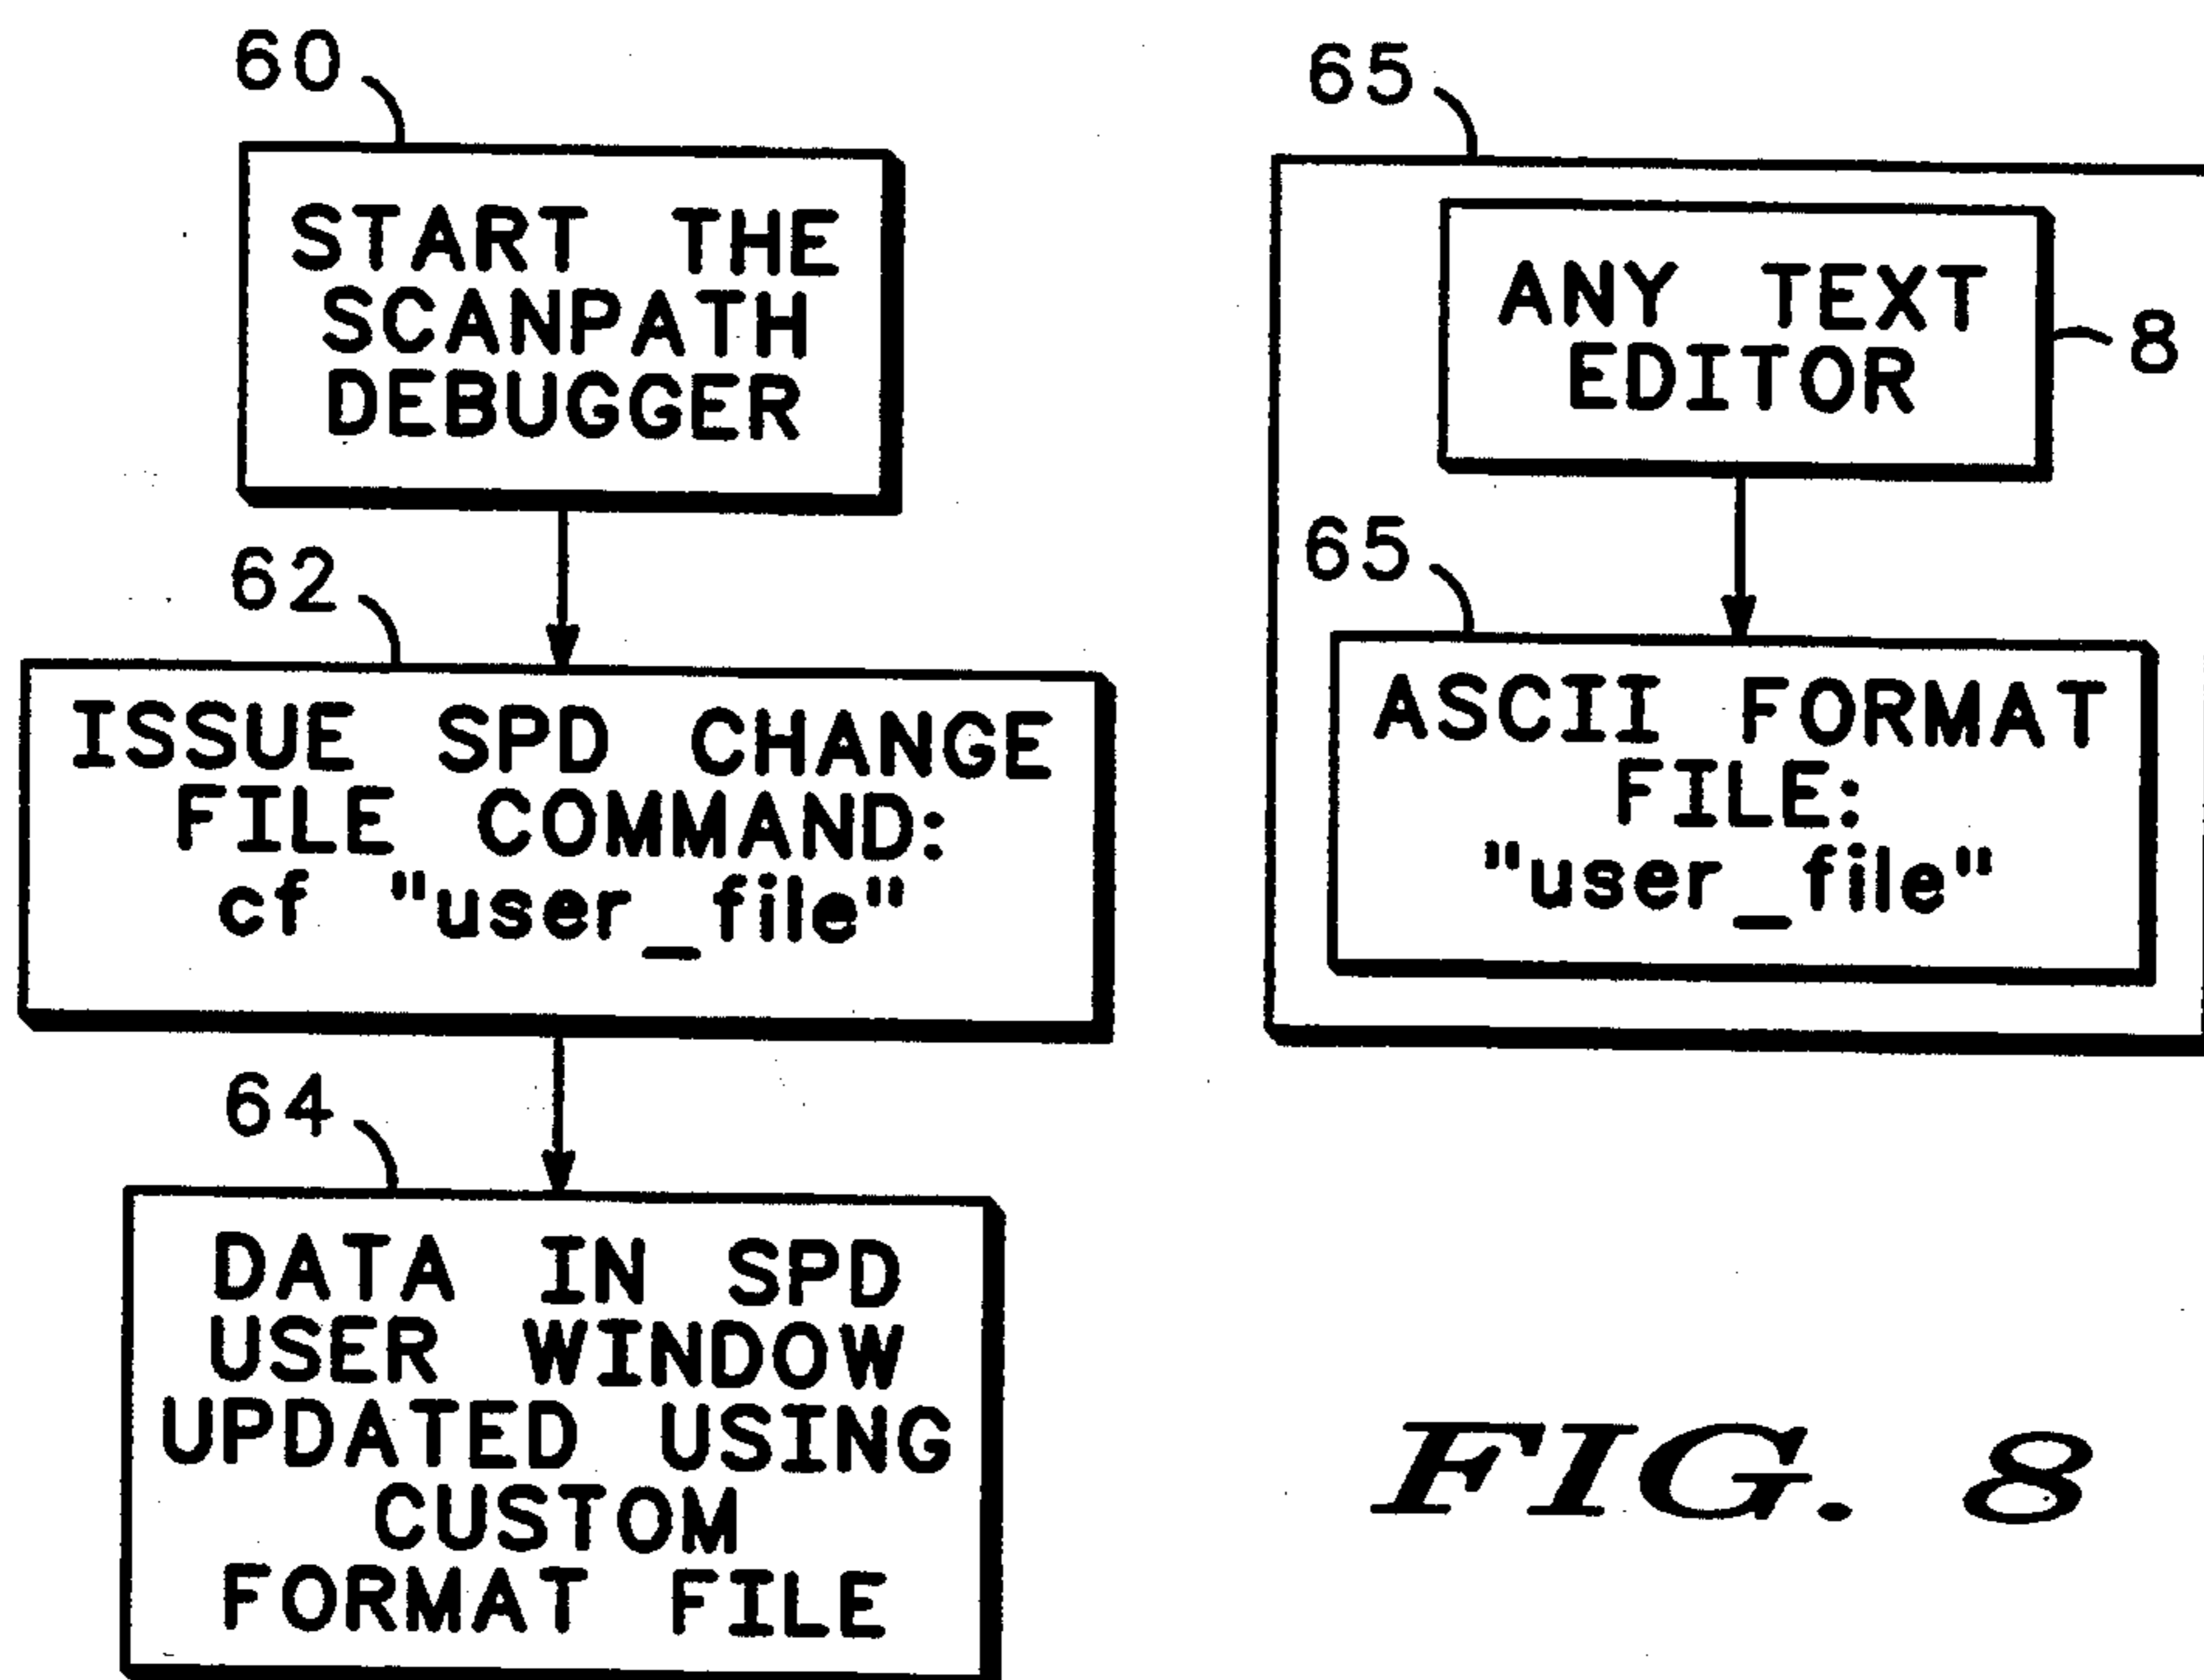 60
START THE
SCANPATH
DEBUGGER
62
ISSUE SPD CHANGE
FILE COMMAND:
cf "user_file"
64
DATA IN SPD
USER WINDOW
UPDATED USING
CUSTOM
FORMAT FILE
65
ANY TEXT
EDITOR
8
65
ASCII FORMAT
FILE:
"user_file"
FIG. 8